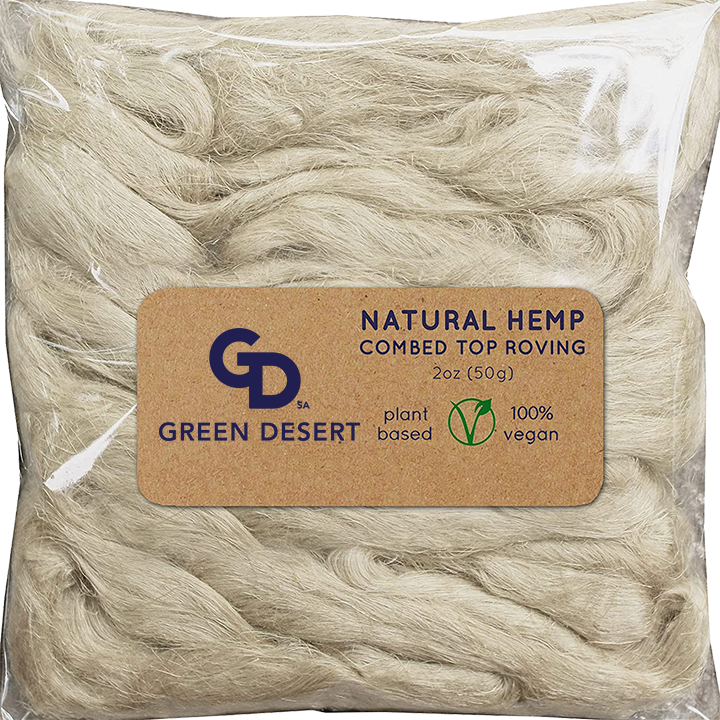 GD
SA
GREEN DESERT
NATURAL HEMP
COMBED TOP ROVING
2oz (50g)
plant
based
V
100%
vegan